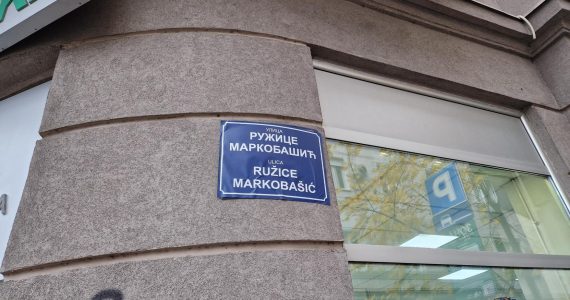 УЛИЦА
РУЖИЦЕ
МАРКОБАШИЋ
ULICA
RUŽICE
MARKOBAŠIĆ
P